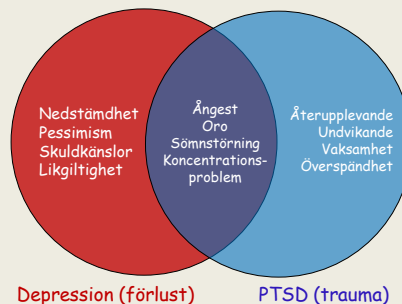 Nedstämdhet
Pessimism
Skuldkänslor
Likgiltighet
Ångest
Oro
Sömnstörning
Koncentrations-
problem
Återupplevande
Undvikande
Vaksamhet
Överspändhet
Depression (förlust)
PTSD (trauma)